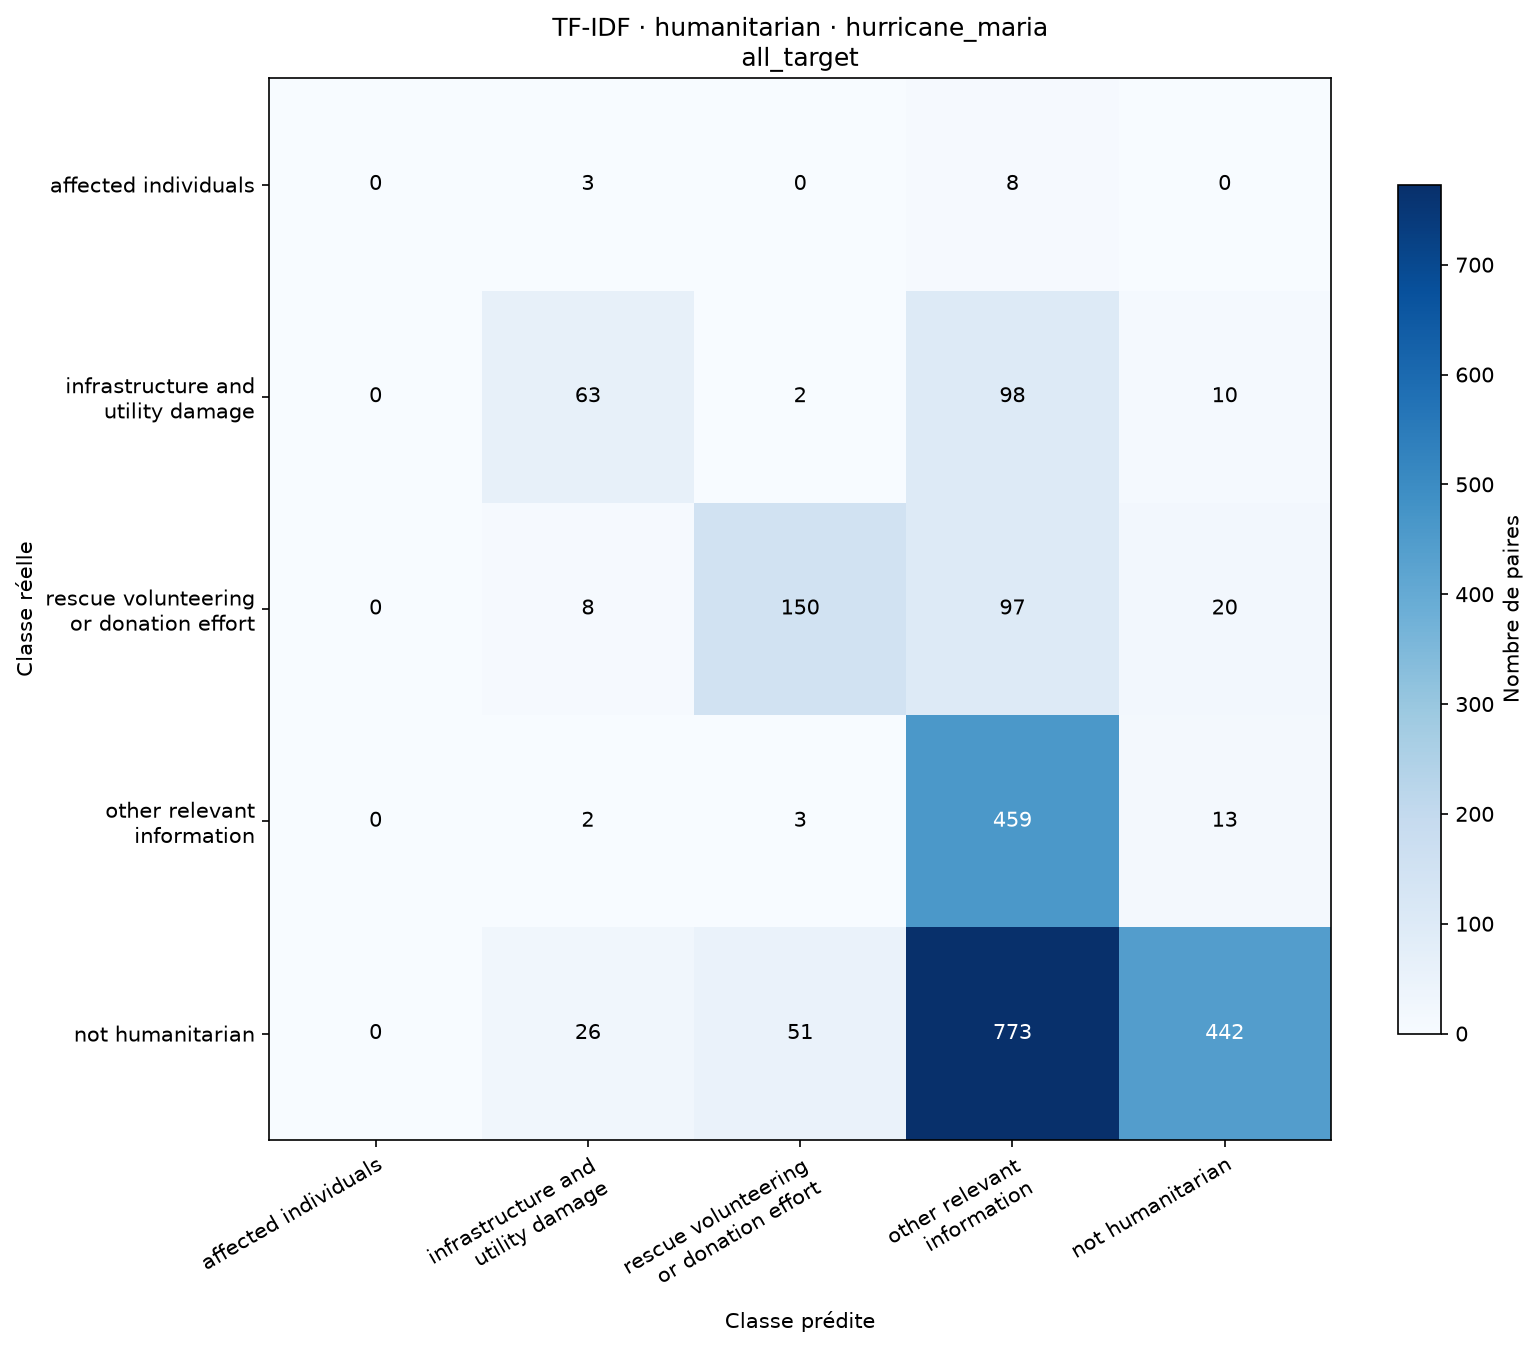 TF-IDF · humanitarian · hurricane_maria
all_target
affected individuals
0 3 0 8 0
infrastructure and
utility damage
0 63 2 98 10
rescue volunteering
or donation effort
0 8 150 97 20
other relevant
information
0 2 3 459 13
not humanitarian
0 26 51 773 442
Classe réelle
affected individuals
infrastructure and
utility damage
rescue volunteering
or donation effort
other relevant
information
not humanitarian
Classe prédite
700
600
500
400
300
200
100
0
Nombre de paires